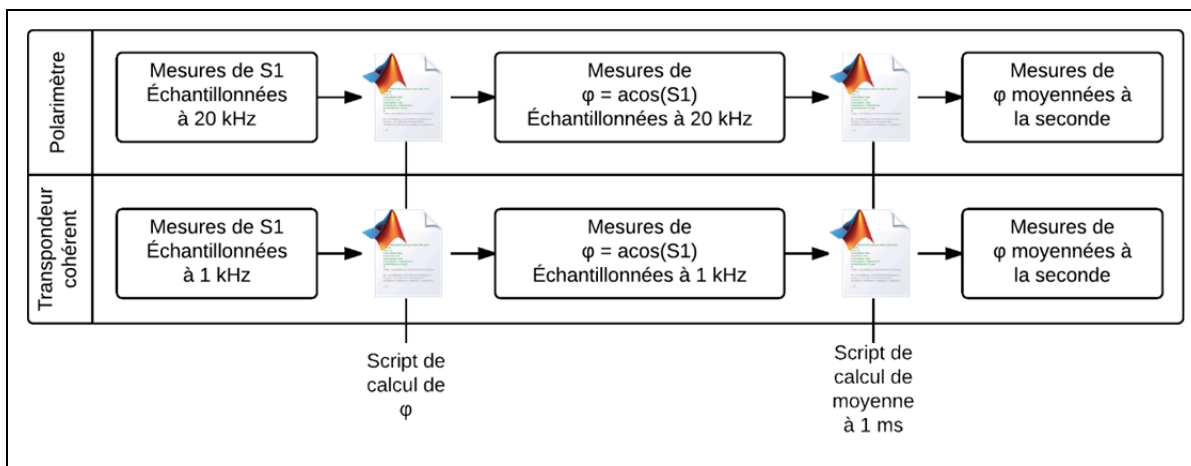 Polarimètre
Mesures de S1
Échantillonnées
à 20 kHz
Mesures de
φ = acos(S1)
Échantillonnées à 20 kHz
Mesures de
φ moyennées à
la seconde
Transpondeur
cohérent
Mesures de S1
Échantillonnées
à 1 kHz
Mesures de
φ = acos(S1)
Échantillonnées à 1 kHz
Mesures de
φ moyennées à
la seconde
Script de
calcul de
φ
Script de
calcul de
moyenne
à 1 ms